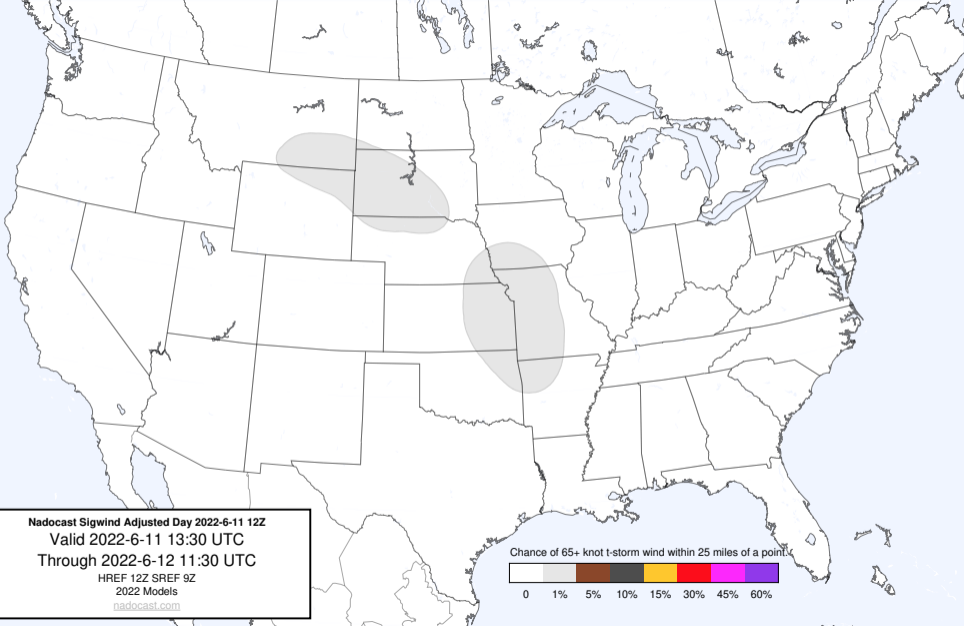 Nadocast Sigwind Adjusted Day 2022-6-11 12Z
Valid 2022-6-11 13:30 UTC
Through 2022-6-12 11:30 UTC
HREF 12Z SREF 9Z
2022 Models
nadocast.com
Chance of 65+ knot t-storm wind within 25 miles of a point.
0 1% 5% 10% 15% 30% 45% 60%